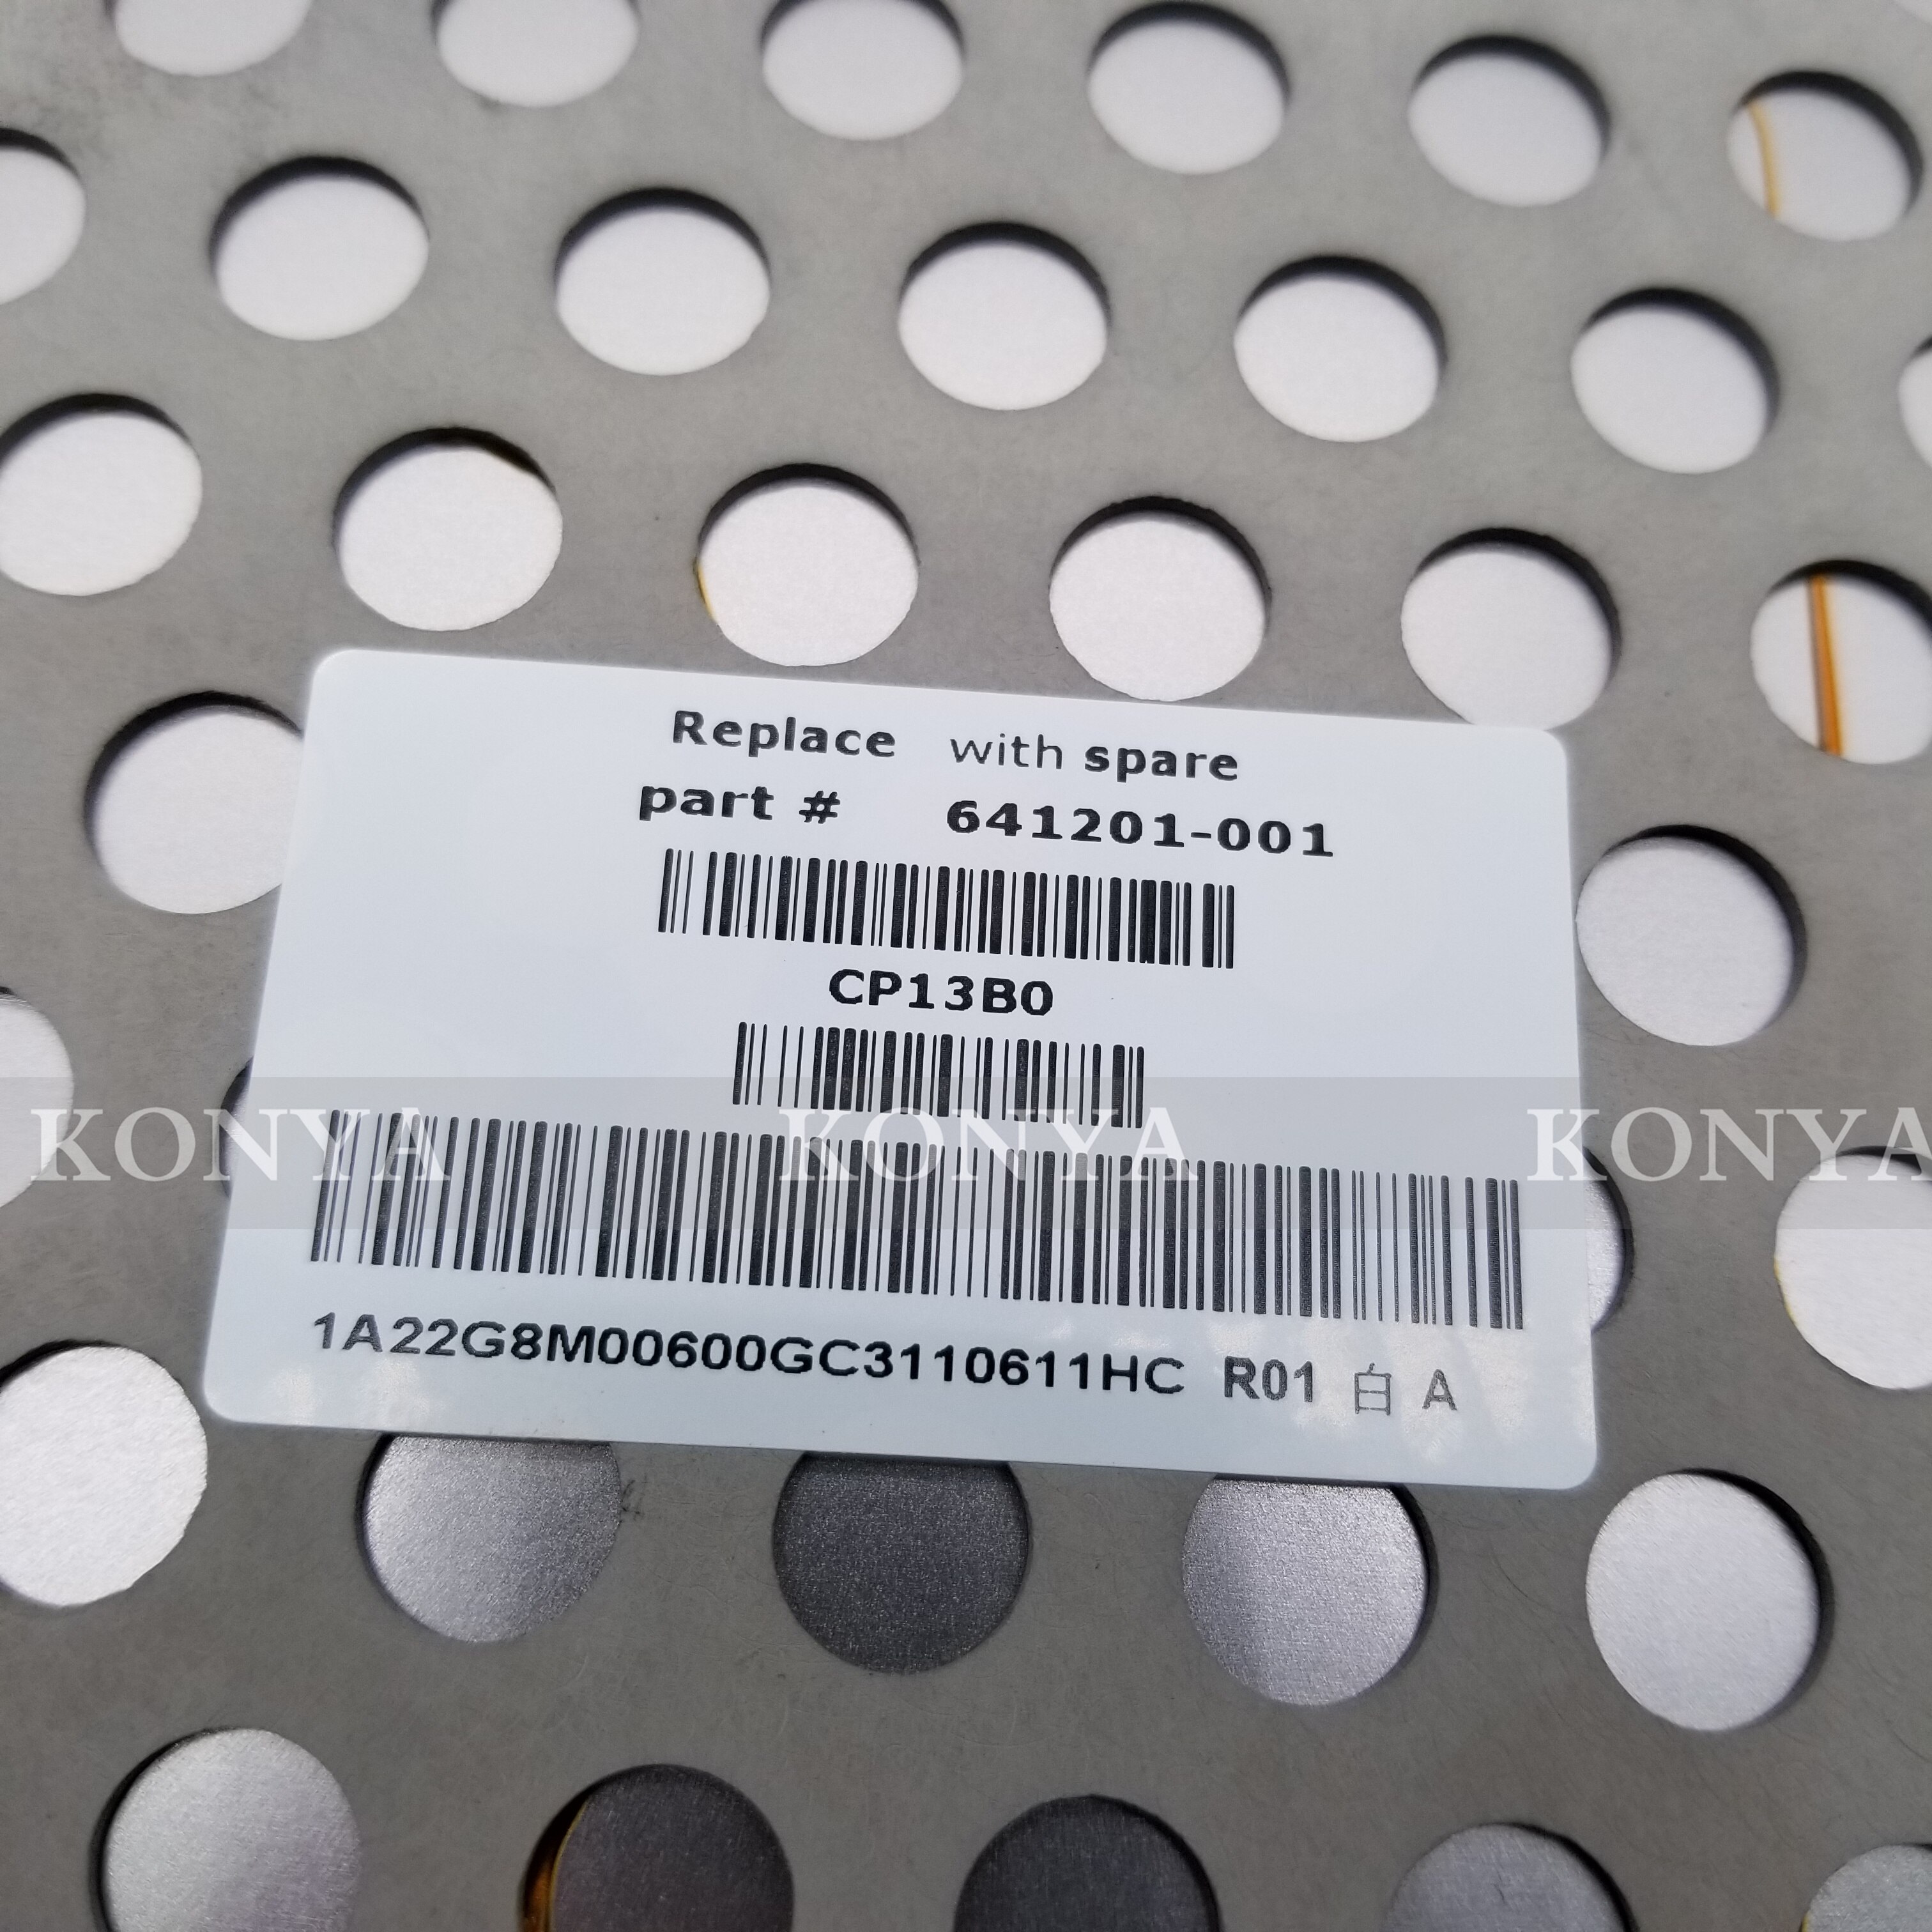 Replace with spare
part # 641201-001
CP13B0
KONYA KONYA KONYA
1A22G8M00600GC3110611HC R01 白 A